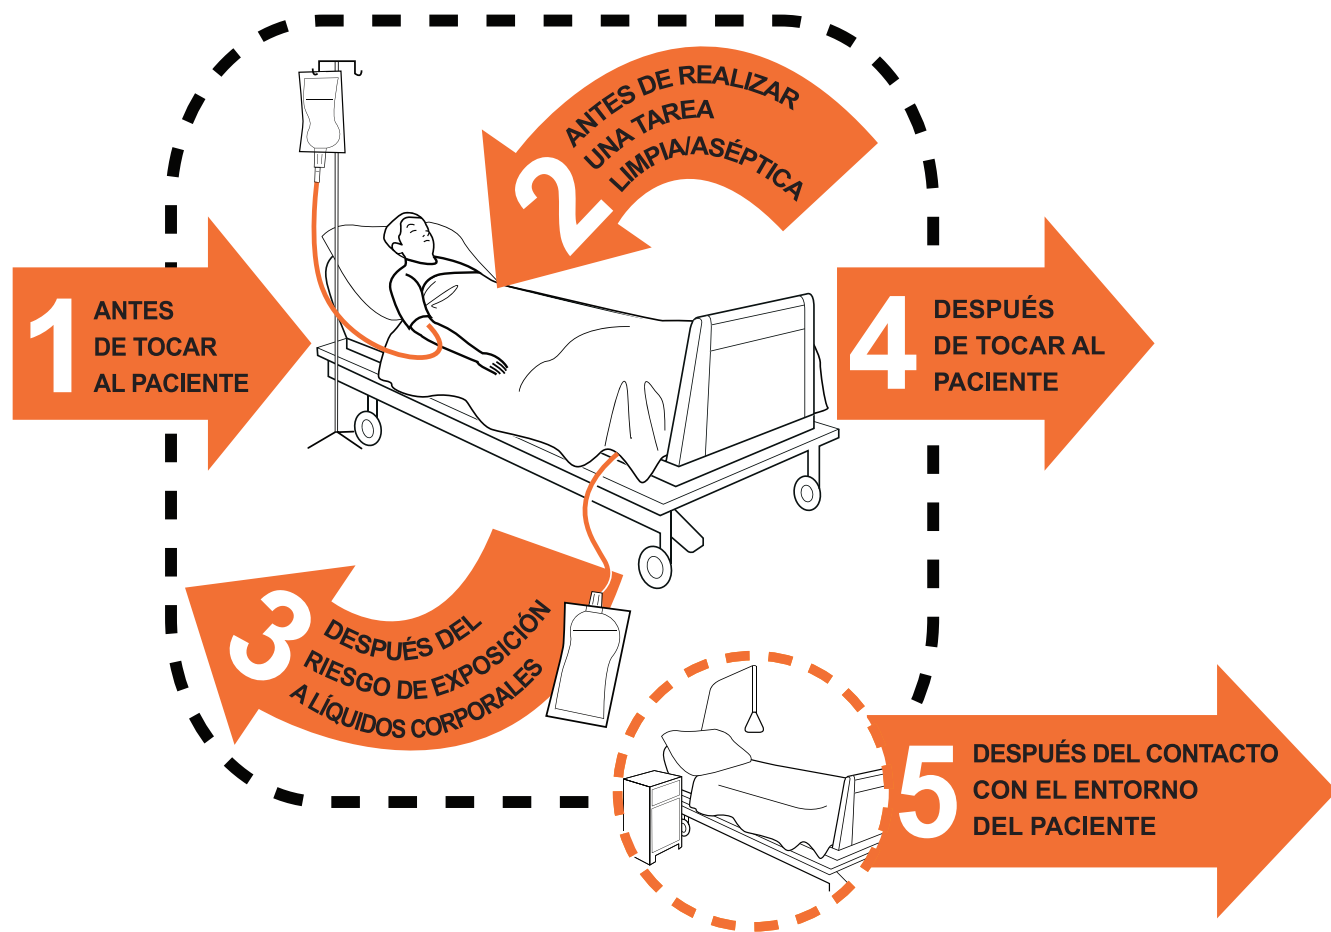 1
ANTES
DE TOCAR
AL PACIENTE
2
ANTES DE REALIZAR
UNA TAREA
LIMPIA/ASÉPTICA
3
DESPUÉS DEL
RIESGO DE EXPOSICIÓN
A LÍQUIDOS CORPORALES
4
DESPUÉS
DE TOCAR AL
PACIENTE
5
DESPUÉS DEL CONTACTO
CON EL ENTORNO
DEL PACIENTE